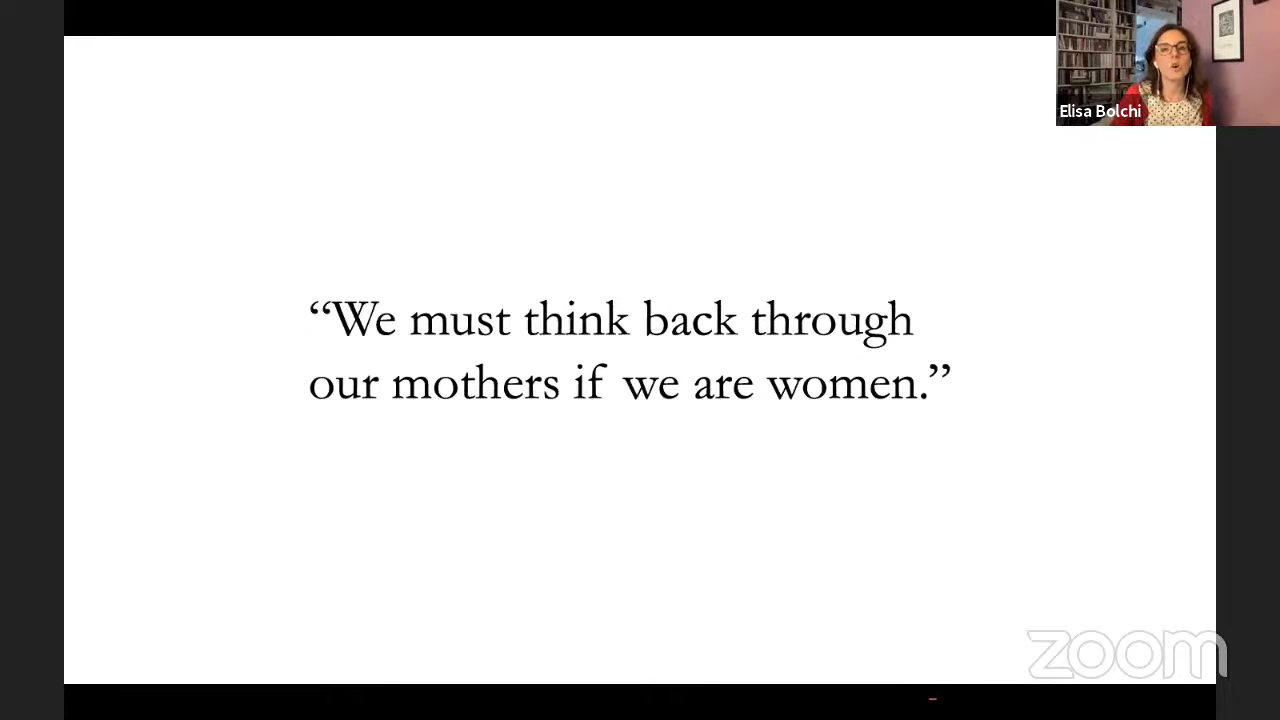 Elisa Bolchi
“We must think back through
our mothers if we are women.”
zoom